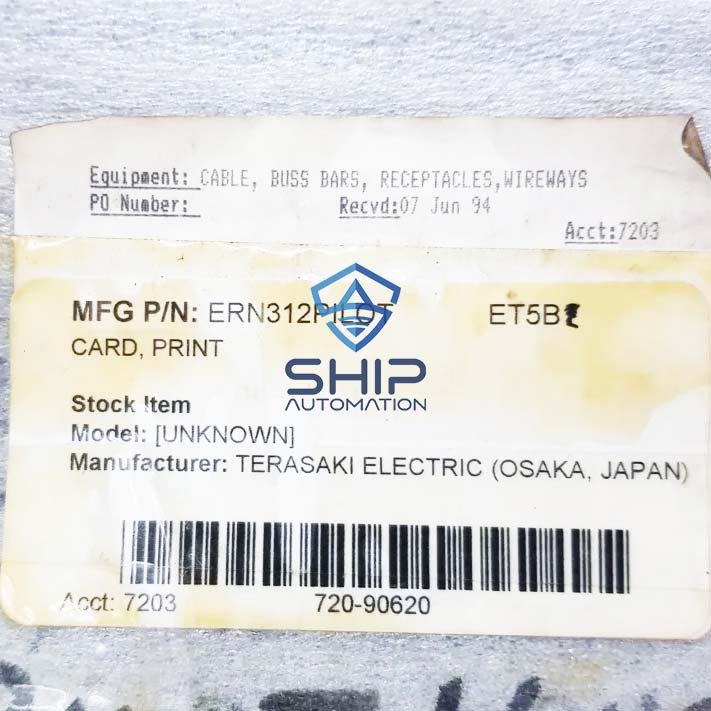 Equipment: CABLE, BUSS BARS, RECEPTACLES,WIREWAYS
PO Number: Recvd:07 Jun 94
Acct:7203
MFG P/N: ERN312PILOT
CARD, PRINT
SHIP
AUTOMATION
Stock Item
Model: [UNKNOWN]
Manufacturer: TERASAKI ELECTRIC (OSAKA, JAPAN)
Acct: 7203 720-90620